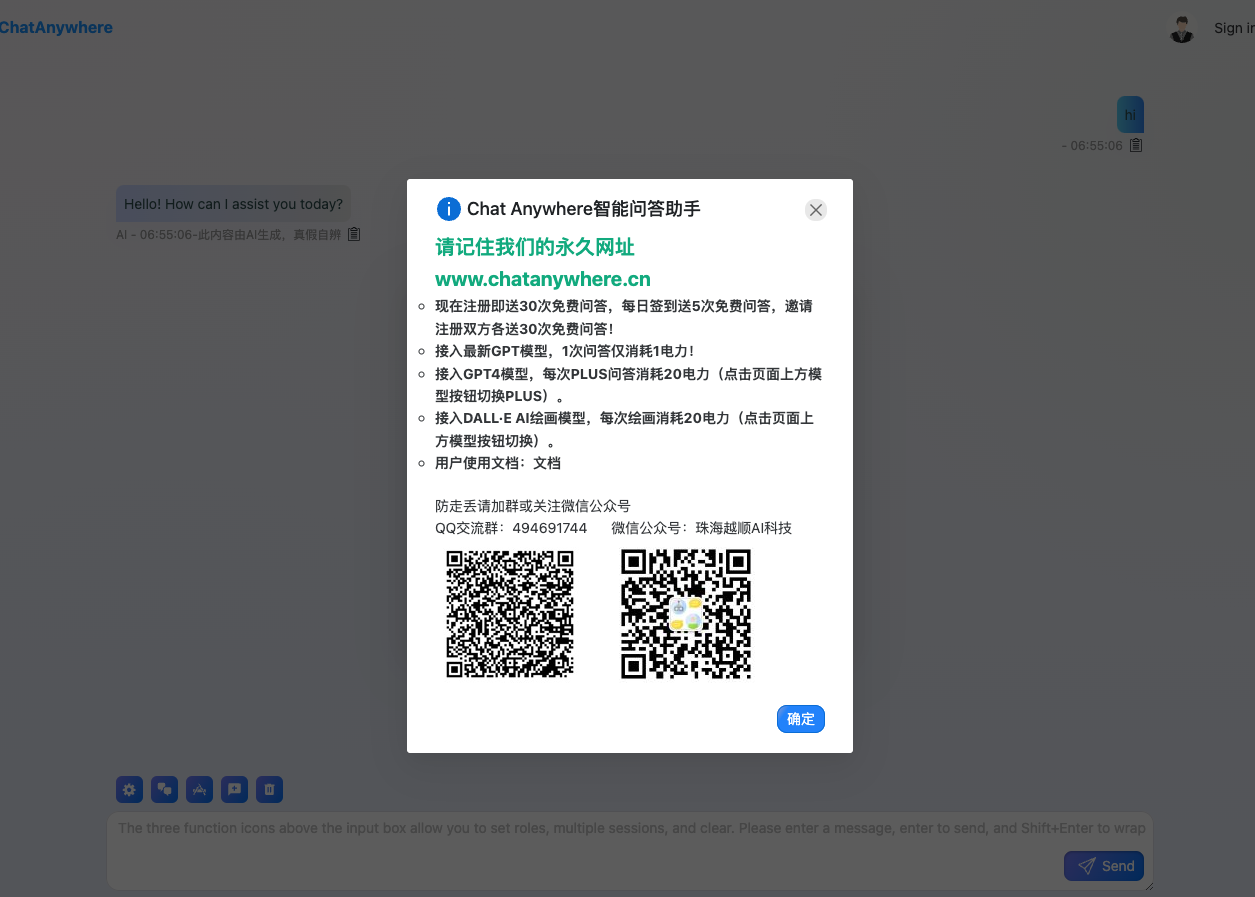 ChatAnywhere
Sign in
hi
- 06:55:06
Hello! How can I assist you today?
AI - 06:55:06-此内容由AI生成，真假自辨
Chat Anywhere智能问答助手
请记住我们的永久网址
www.chatanywhere.cn
现在注册即送30次免费问答，每日签到送5次免费问答，邀请
注册双方各送30次免费问答！
接入最新GPT模型，1次问答仅消耗1电力！
接入GPT4模型，每次PLUS问答消耗20电力（点击页面上方模
型按钮切换PLUS）。
接入DALL·E AI绘画模型，每次绘画消耗20电力（点击页面上
方模型按钮切换）。
用户使用文档：文档
防走丢请加群或关注微信公众号
QQ交流群：494691744 微信公众号：珠海越顺AI科技
确定
The three function icons above the input box allow you to set roles, multiple sessions, and clear. Please enter a message, enter to send, and Shift+Enter to wrap
Send